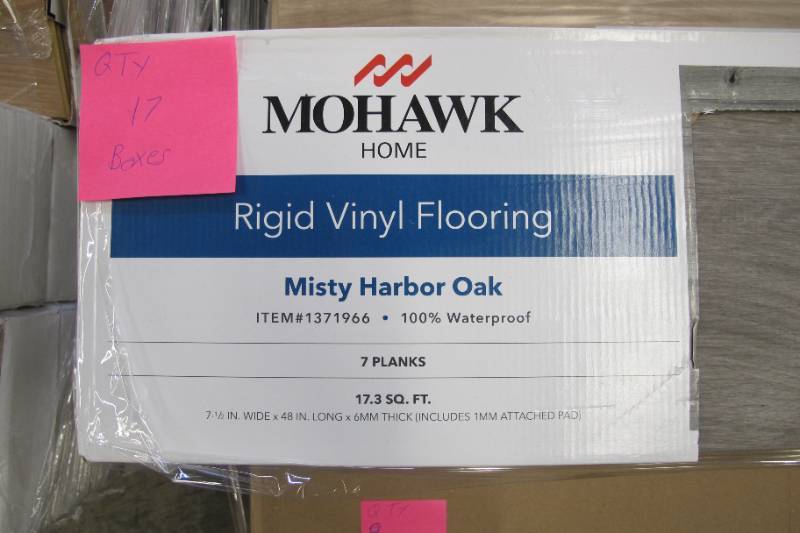 QTY
17
Boxes
MOHAWK
HOME
Rigid Vinyl Flooring
Misty Harbor Oak
ITEM#1371966 • 100% Waterproof
7 PLANKS
17.3 SQ. FT.
7-½ IN. WIDE x 48 IN. LONG x 6MM THICK (INCLUDES 1MM ATTACHED PAD)
QTY